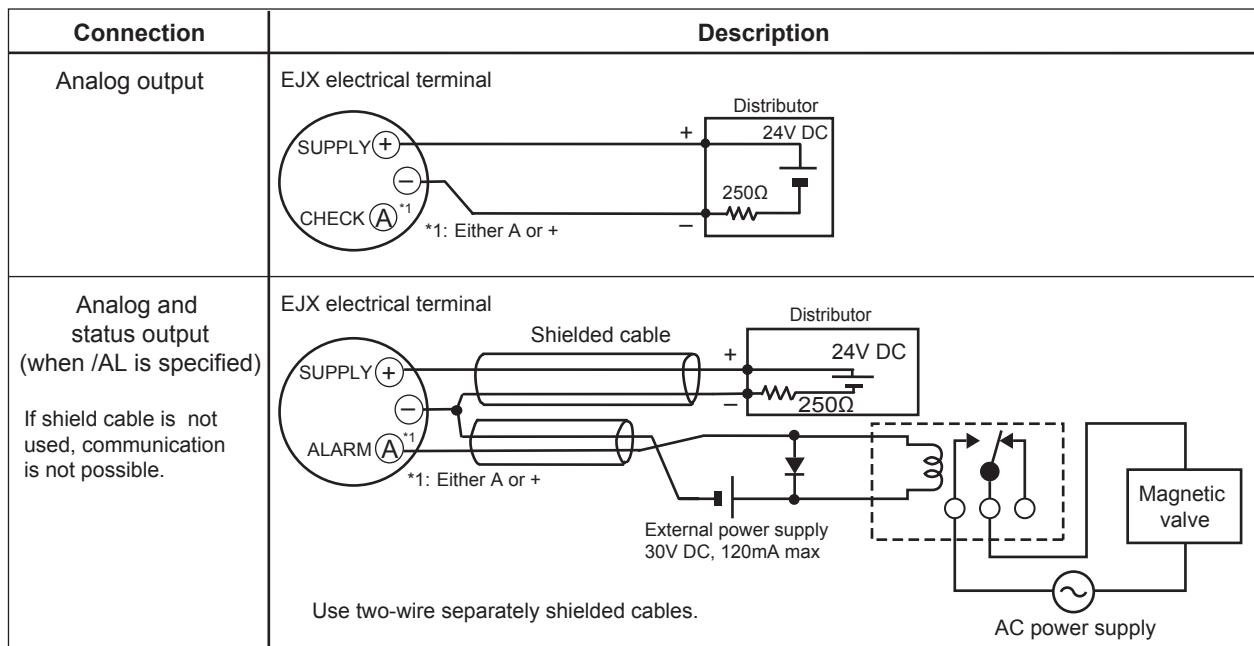 Connection
Description
Analog output
EJX electrical terminal
Distributor
SUPPLY +
+
24V DC
−
250Ω
CHECK A *1
*1: Either A or +
−
Analog and
status output
(when /AL is specified)
If shield cable is not
used, communication
is not possible.
EJX electrical terminal
Distributor
Shielded cable
+
24V DC
SUPPLY +
−
−
250Ω
ALARM A *1
*1: Either A or +
External power supply
30V DC, 120mA max
Magnetic
valve
Use two-wire separately shielded cables.
AC power supply